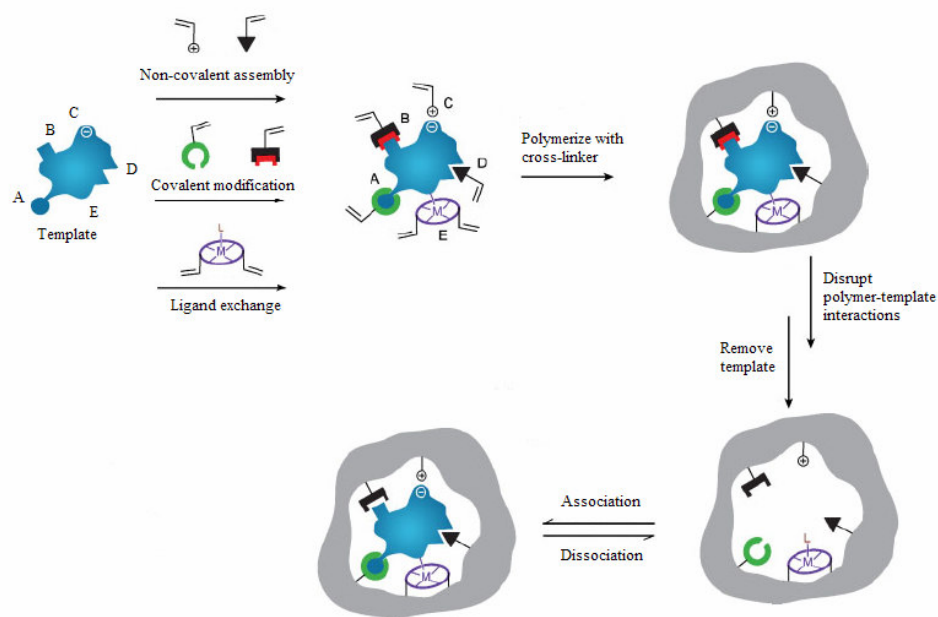 Non-covalent assembly
C
B
D
A
E
Template
Covalent modification
L
M
Ligand exchange
C
B
D
A
M
E
Polymerize with
cross-linker
M
Disrupt
polymer-template
interactions
Remove
template
M
Association
Dissociation
L
M